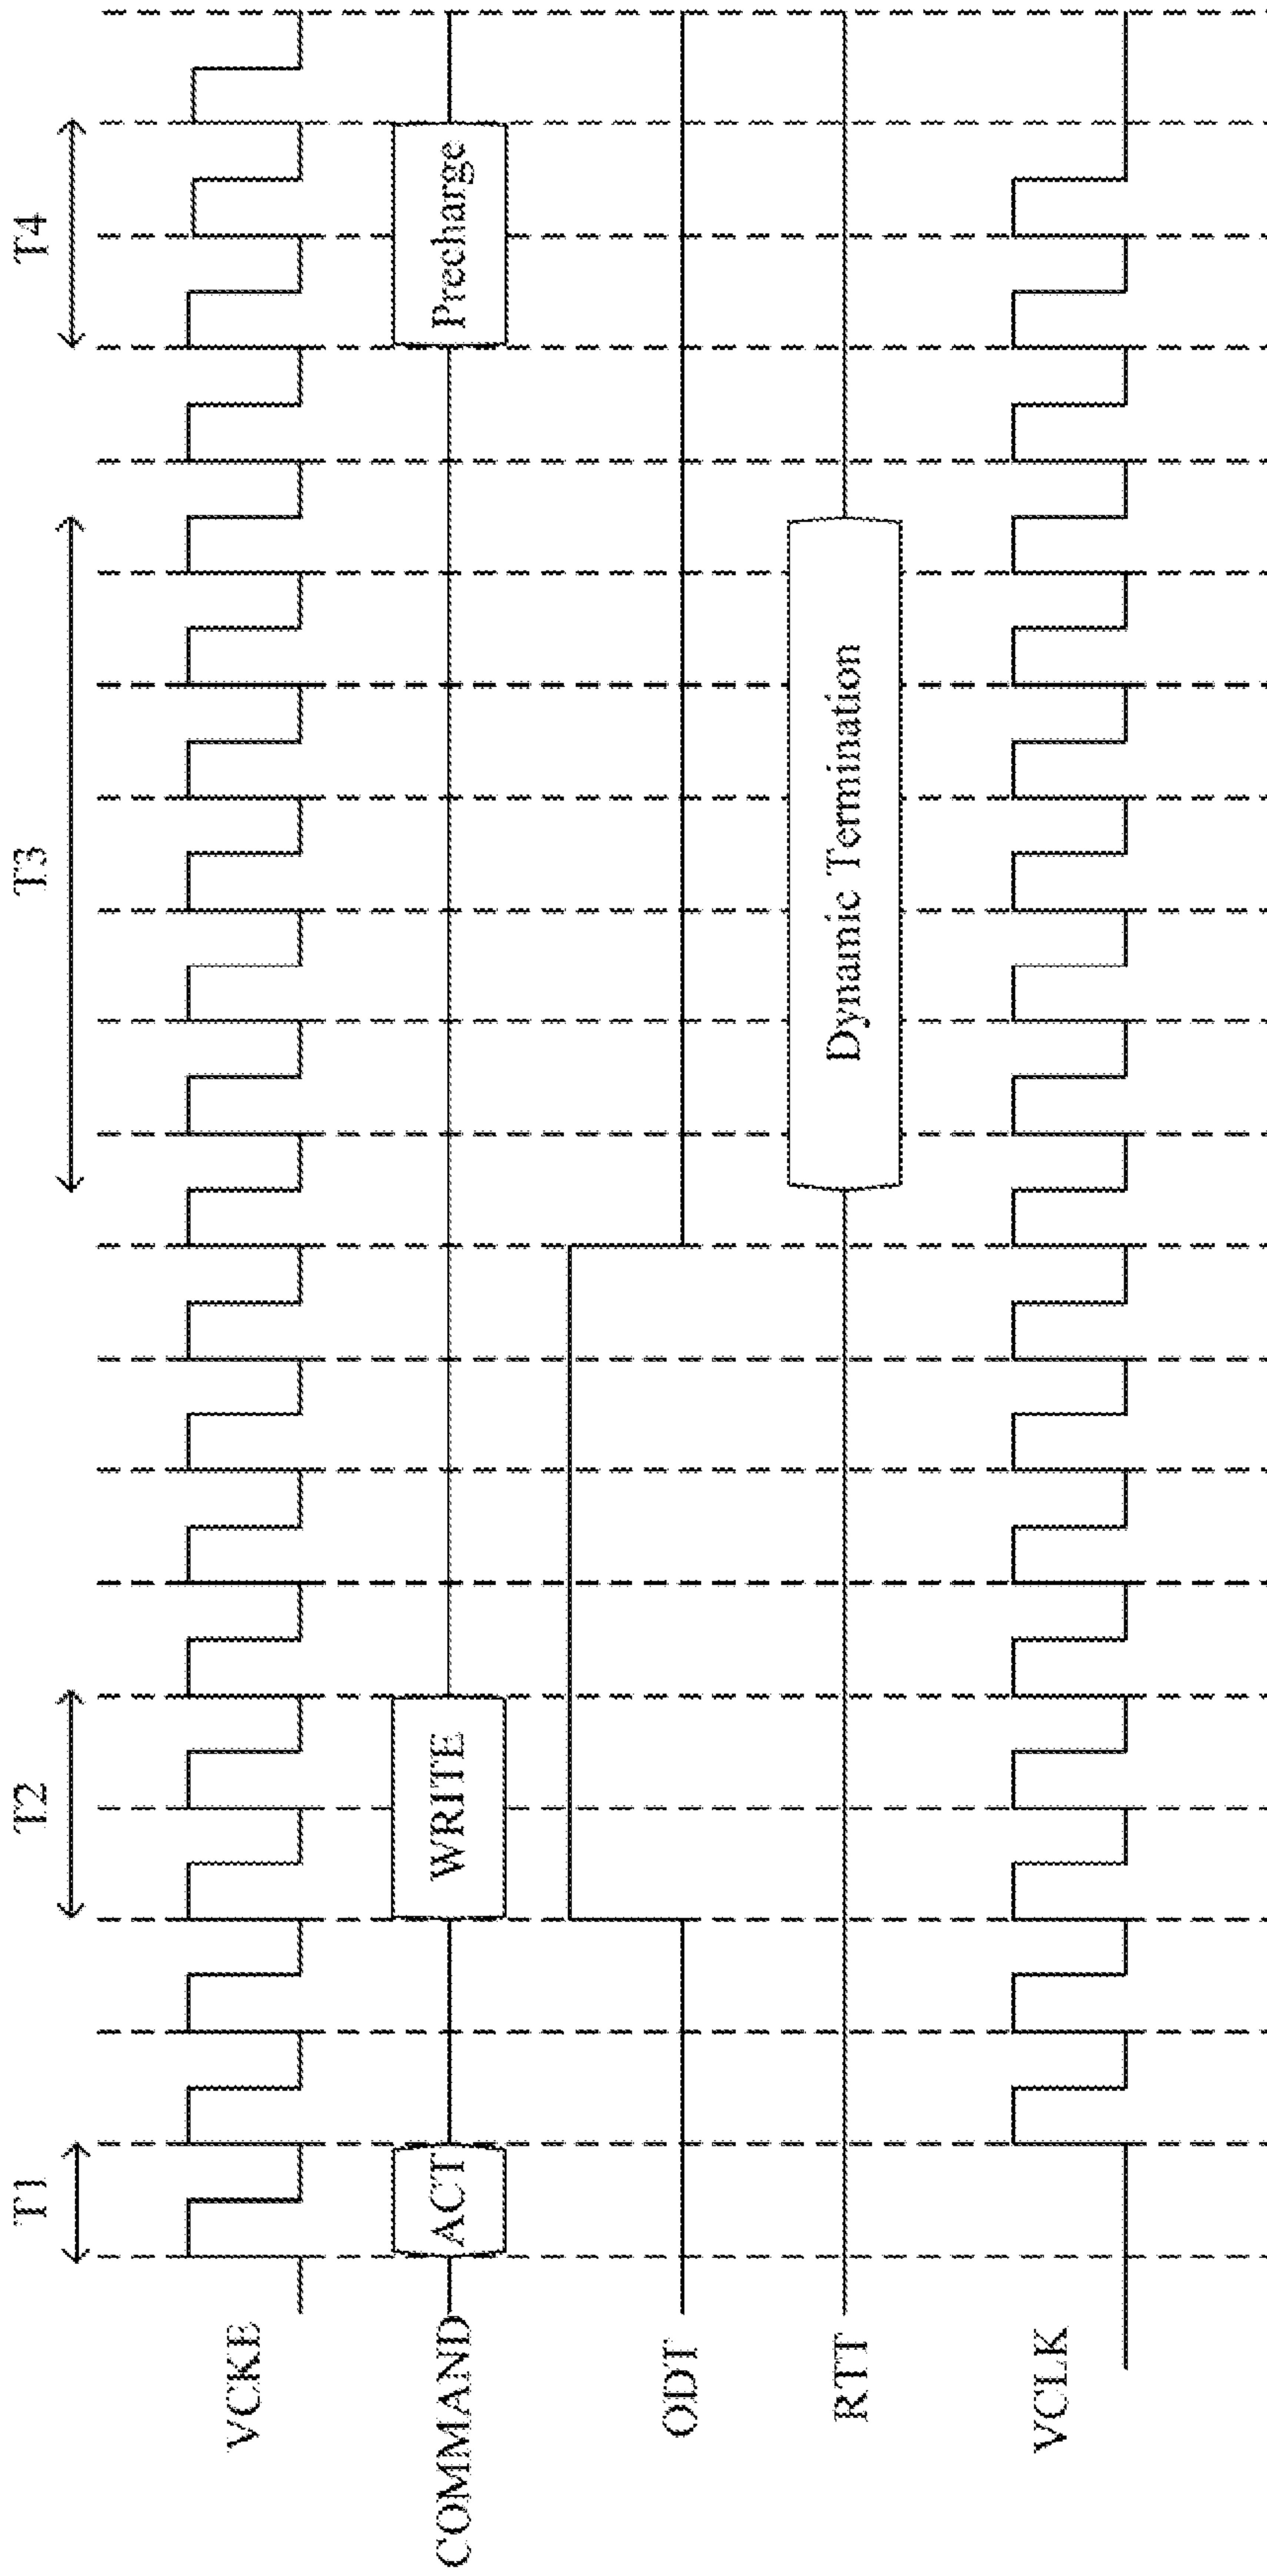 T1
T2
T3
T4
VCKE
COMMAND
ACT
WRITE
Precharge
ODT
RTT
Dynamic Termination
VCLK